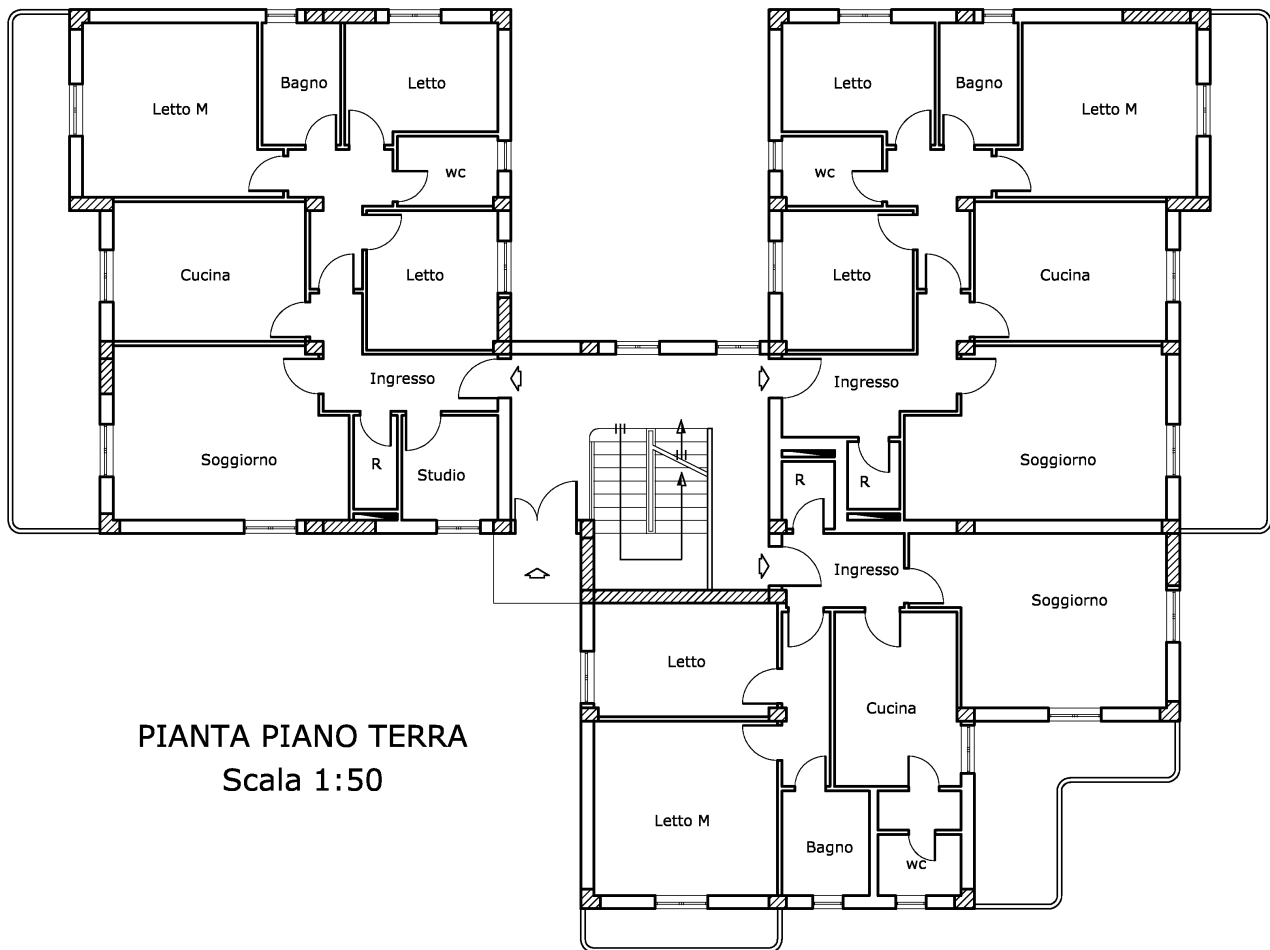 Letto M
Bagno
Letto
wc
Cucina
Letto
Ingresso
Soggiorno
R
Studio
Letto
Bagno
Letto M
wc
Letto
Cucina
Ingresso
Soggiorno
R
R
Ingresso
Soggiorno
Letto
Cucina
Letto M
Bagno
wc
PIANTA PIANO TERRA
Scala 1:50